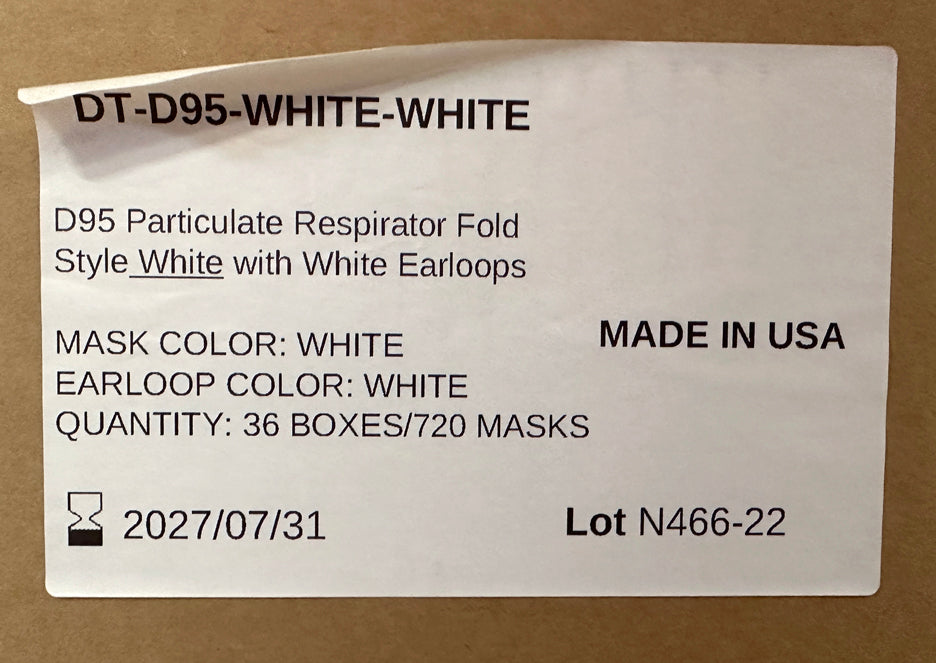 DT-D95-WHITE-WHITE
D95 Particulate Respirator Fold
Style White with White Earloops
MASK COLOR: WHITE
EARLOOP COLOR: WHITE
QUANTITY: 36 BOXES/720 MASKS
MADE IN USA
2027/07/31
Lot N466-22